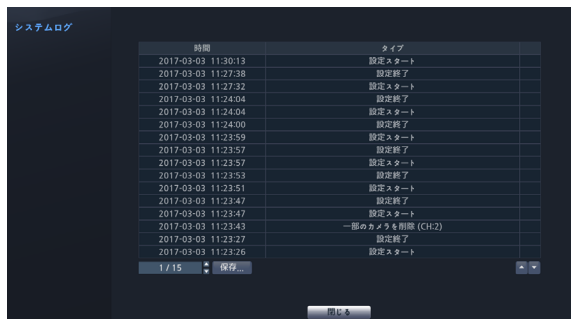 システムログ
時間 タイプ
2017-03-03 11:30:13 設定スタート
2017-03-03 11:27:38 設定終了
2017-03-03 11:27:32 設定スタート
2017-03-03 11:24:04 設定終了
2017-03-03 11:24:04 設定スタート
2017-03-03 11:24:00 設定終了
2017-03-03 11:23:59 設定スタート
2017-03-03 11:23:57 設定終了
2017-03-03 11:23:57 設定スタート
2017-03-03 11:23:53 設定終了
2017-03-03 11:23:51 設定スタート
2017-03-03 11:23:47 設定終了
2017-03-03 11:23:47 設定スタート
2017-03-03 11:23:43 一部のカメラを削除 (CH:2)
2017-03-03 11:23:27 設定終了
2017-03-03 11:23:26 設定スタート
1 / 15 保存...
閉じる